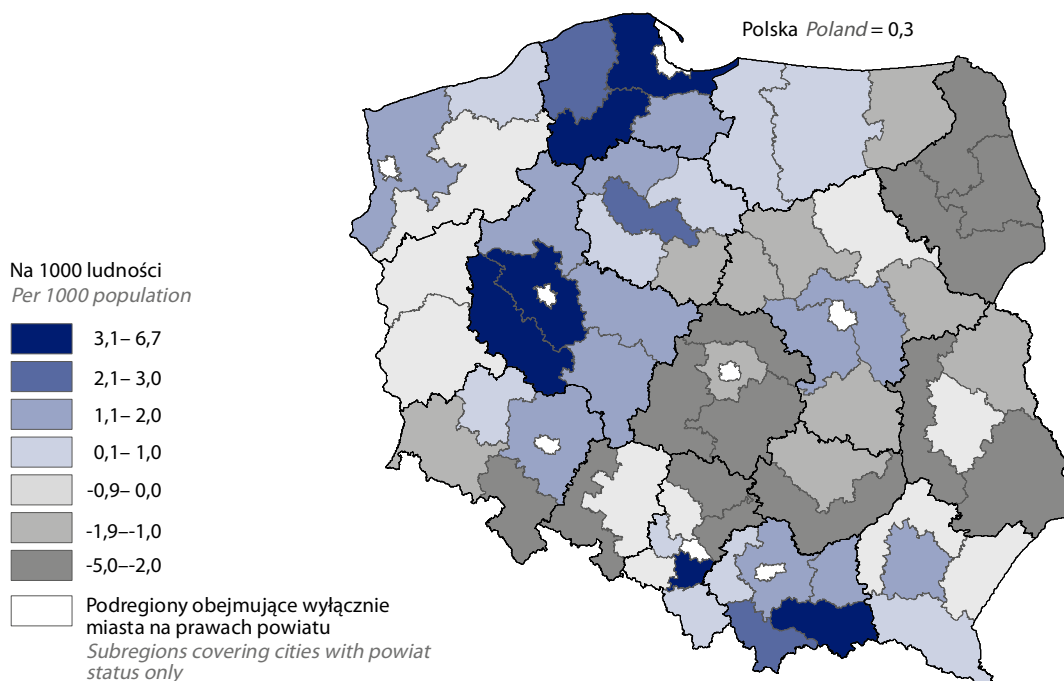 Polska Poland = 0,3
Na 1000 ludności
Per 1000 population
3,1– 6,7
2,1– 3,0
1,1– 2,0
0,1– 1,0
-0,9– 0,0
-1,9–-1,0
-5,0–-2,0
Podregiony obejmujące wyłącznie
miasta na prawach powiatu
Subregions covering cities with powiat
status only